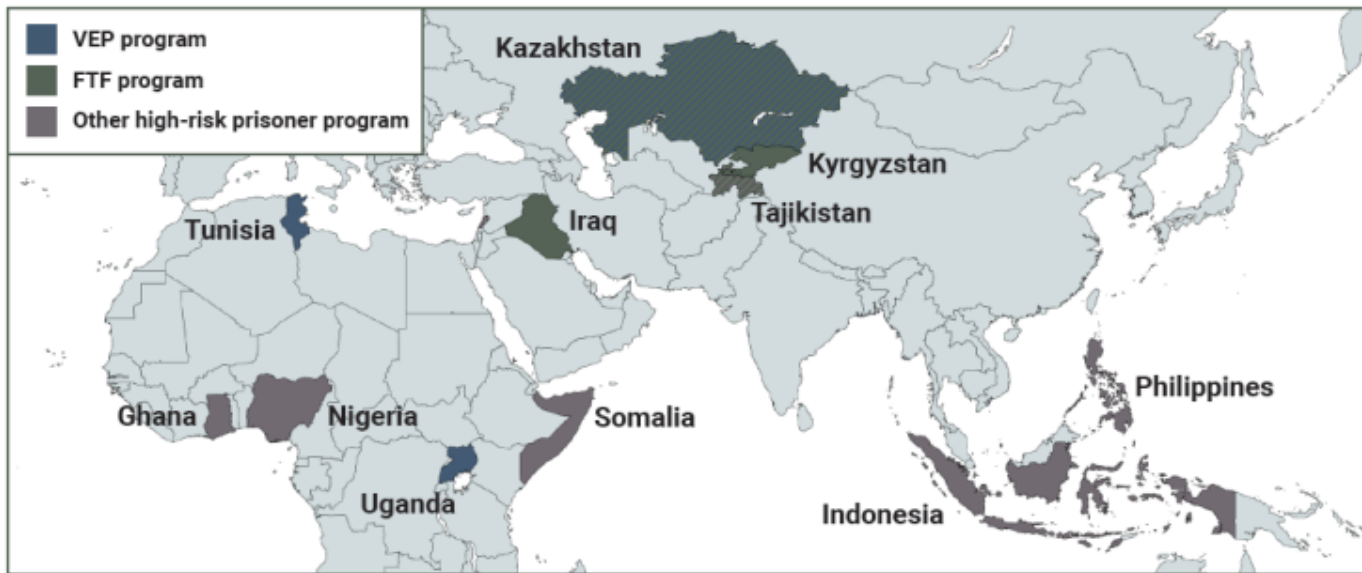 VEP program
FTF program
Other high-risk prisoner program
Kazakhstan
Kyrgyzstan
Tajikistan
Iraq
Tunisia
Philippines
Ghana
Nigeria
Somalia
Uganda
Indonesia